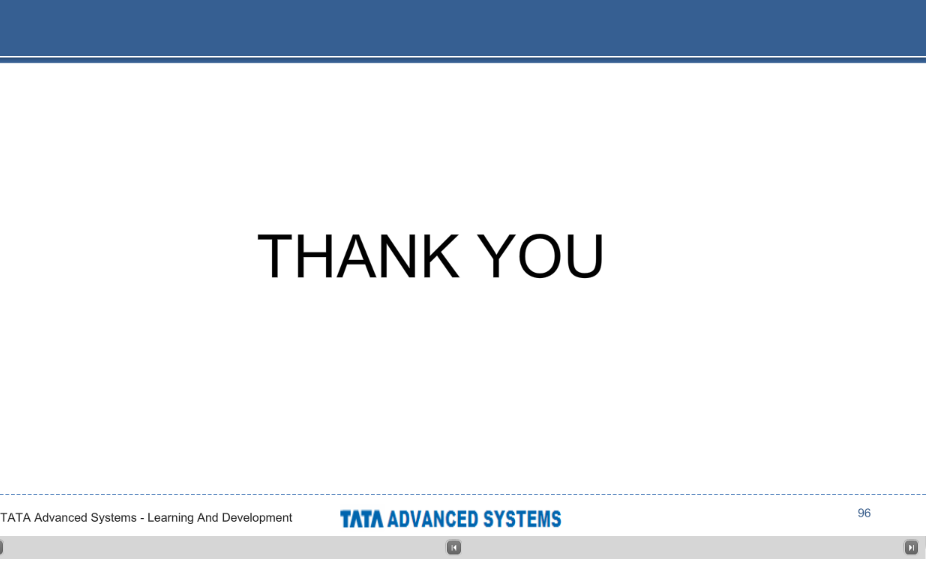 THANK YOU
TATA Advanced Systems - Learning And Development
TATA ADVANCED SYSTEMS
96